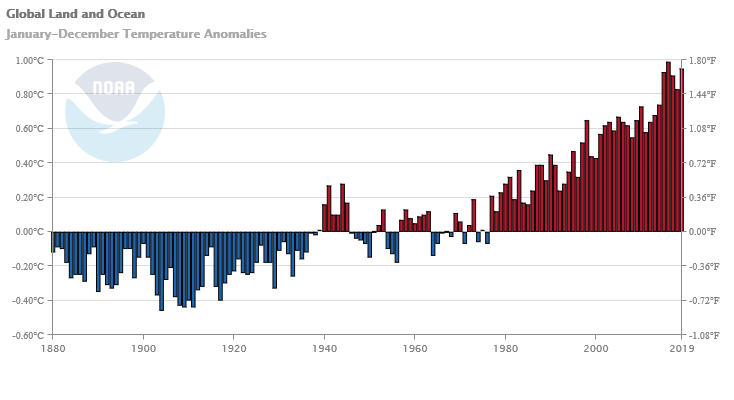 Global Land and Ocean
January–December Temperature Anomalies
1.00°C
0.80°C
0.60°C
0.40°C
0.20°C
0.00°C
-0.20°C
-0.40°C
-0.60°C
NOAA
1.80°F
1.44°F
1.08°F
0.72°F
0.36°F
0.00°F
-0.36°F
-0.72°F
-1.08°F
1880 1900 1920 1940 1960 1980 2000 2019